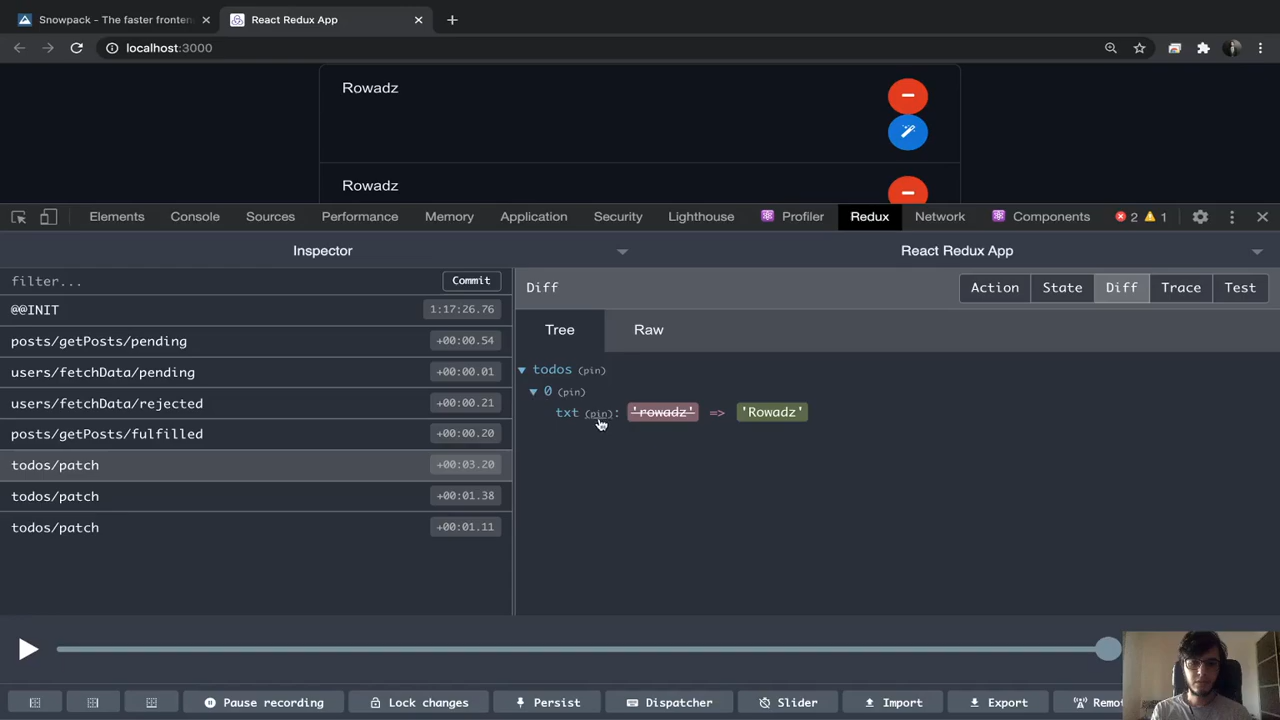 Snowpack - The faster fronten
React Redux App
localhost:3000
Rowadz
Rowadz
Elements Console Sources Performance Memory Application Security Lighthouse Profiler Redux Network Components 2 1
Inspector
React Redux App
filter... Commit
Diff Action State Diff Trace Test
@@INIT 1:17:26.76
posts/getPosts/pending +00:00.54
users/fetchData/pending +00:00.01
users/fetchData/rejected +00:00.21
posts/getPosts/fulfilled +00:00.20
todos/patch +00:03.20
todos/patch +00:01.38
todos/patch +00:01.11
Tree Raw
todos (pin)
0 (pin)
txt (pin): 'rowadz' => 'Rowadz'
Pause recording Lock changes Persist Dispatcher Slider Import Export Remo